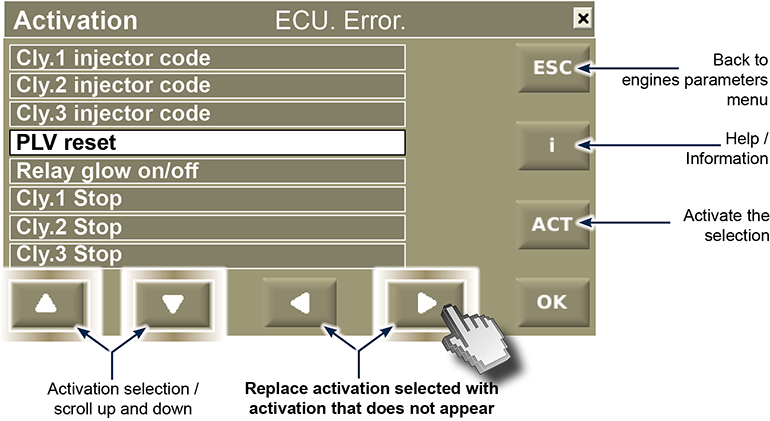 Activation ECU. Error.
Cly.1 injector code
Cly.2 injector code
Cly.3 injector code
PLV reset
Relay glow on/off
Cly.1 Stop
Cly.2 Stop
Cly.3 Stop
ESC
i
ACT
OK
Back to
engines parameters
menu
Help /
Information
Activate the
selection
Activation selection /
scroll up and down
Replace activation selected with
activation that does not appear